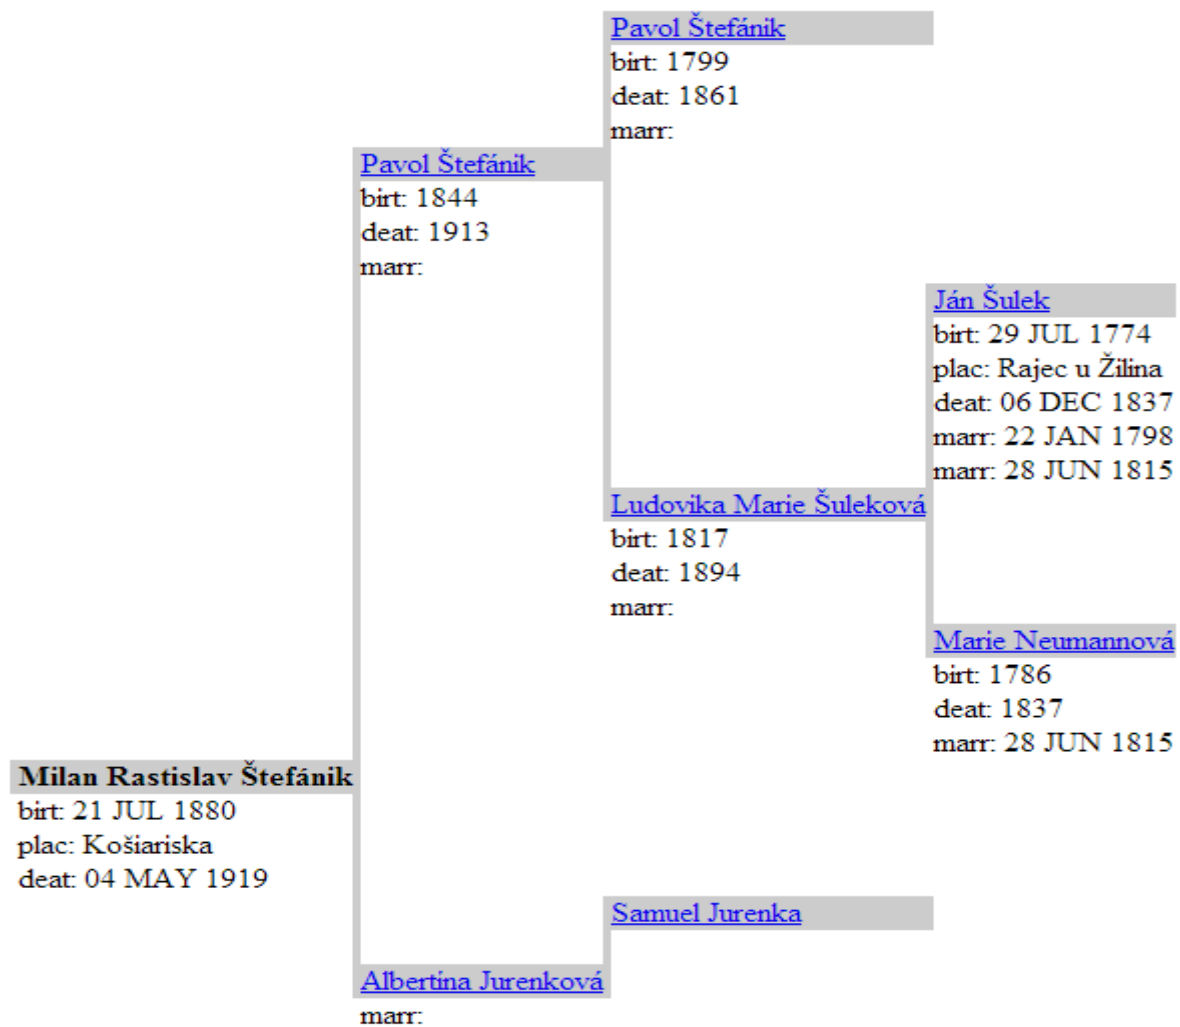 Pavol Štefánik
birt: 1799
deat: 1861
marr:
Pavol Štefánik
birt: 1844
deat: 1913
marr:
Ján Šulek
birt: 29 JUL 1774
plac: Rajec u Žilina
deat: 06 DEC 1837
marr: 22 JAN 1798
marr: 28 JUN 1815
Ludovika Marie Šuleková
birt: 1817
deat: 1894
marr:
Marie Neumannová
birt: 1786
deat: 1837
marr: 28 JUN 1815
Milan Rastislav Štefánik
birt: 21 JUL 1880
plac: Košiariska
deat: 04 MAY 1919
Samuel Jurenka
Albertina Jurenková
marr: